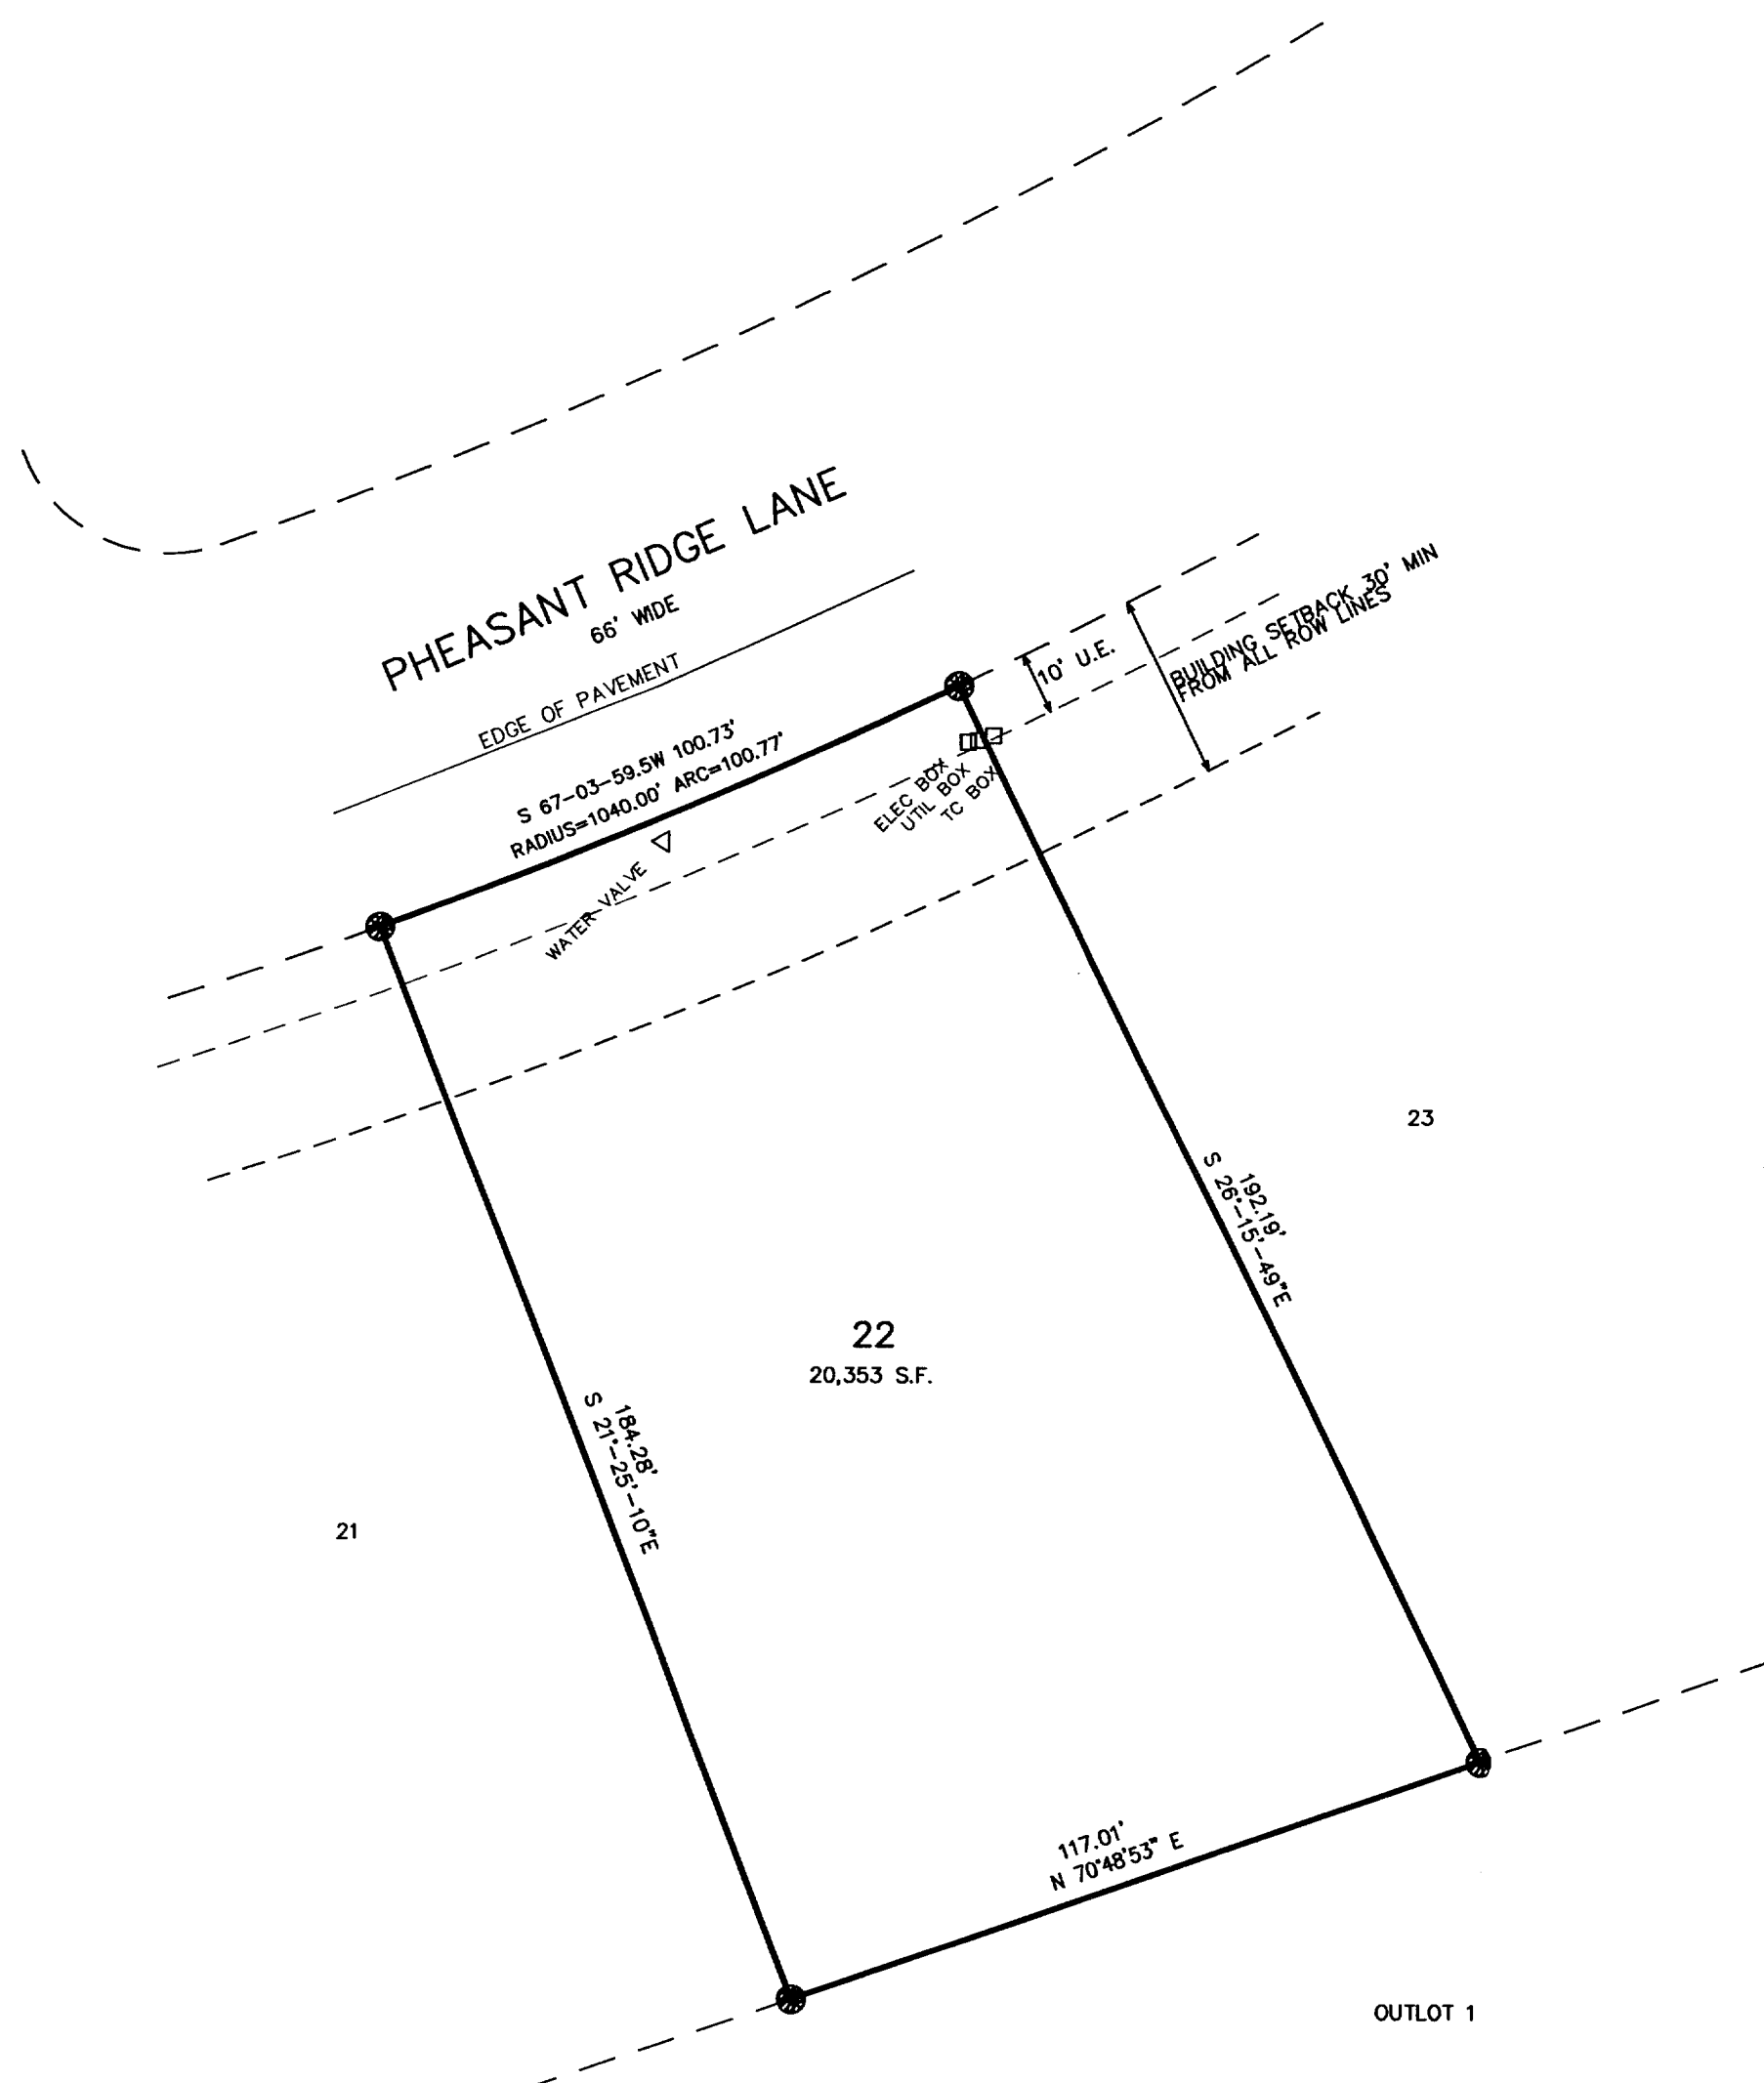 PHEASANT RIDGE LANE
66' WIDE
EDGE OF PAVEMENT
S 67-03-59.5W 100.73'
RADIUS=1040.00' ARC=100.77'
10' U.E.
BUILDING SETBACK 30' MIN
FROM ALL ROW LINES
ELEC BOX
UTIL BOX
TC BOX
WATER VALVE
23
192.19'
S 26°-15'-49"E
22
20,353 S.F.
184.28'
S 21°-25'-10"E
21
117.01'
N 70°48'53" E
OUTLOT 1